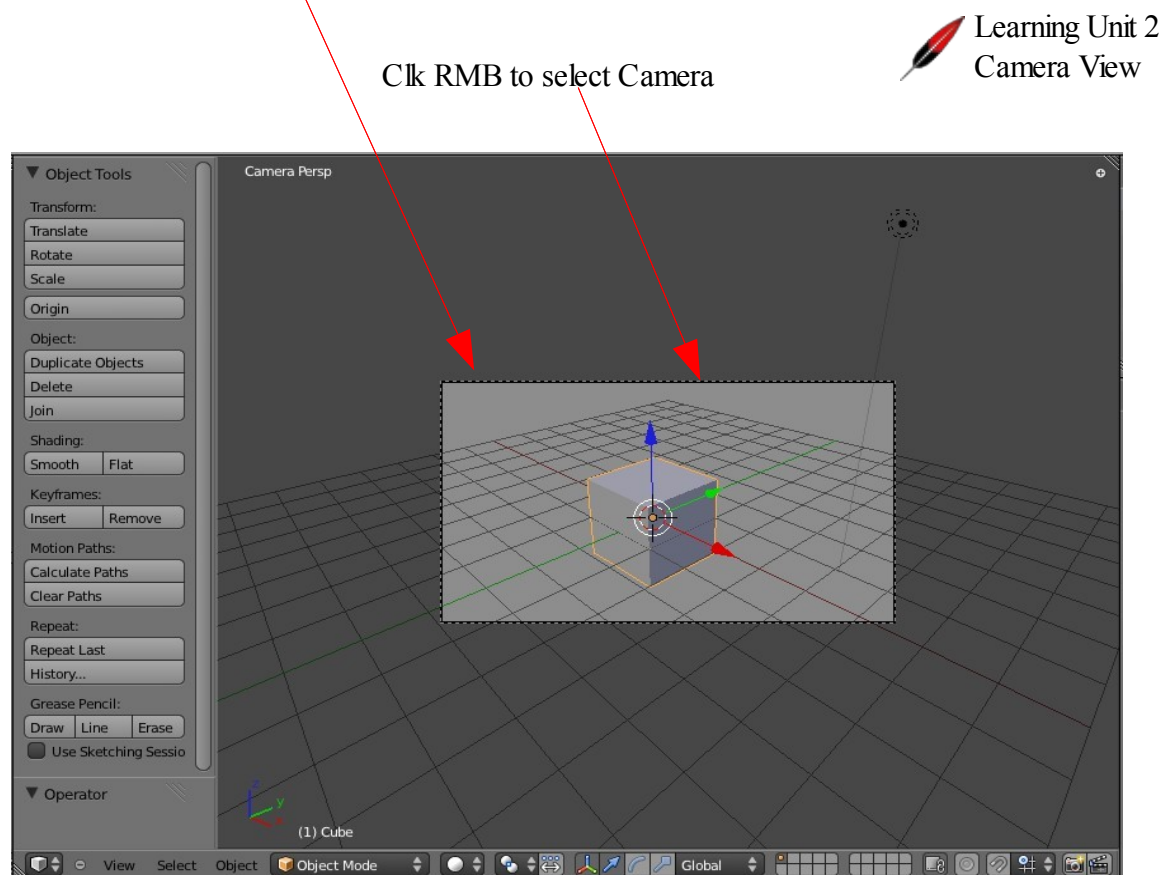 Learning Unit 2
Camera View
Clk RMB to select Camera
Object Tools
Transform:
Translate
Rotate
Scale
Origin
Object:
Duplicate Objects
Delete
Join
Shading:
Smooth Flat
Keyframes:
Insert Remove
Motion Paths:
Calculate Paths
Clear Paths
Repeat:
Repeat Last
History...
Grease Pencil:
Draw Line Erase
Use Sketching Sessio
Operator
Camera Persp
z
y
x
(1) Cube
View Select Object Object Mode Global